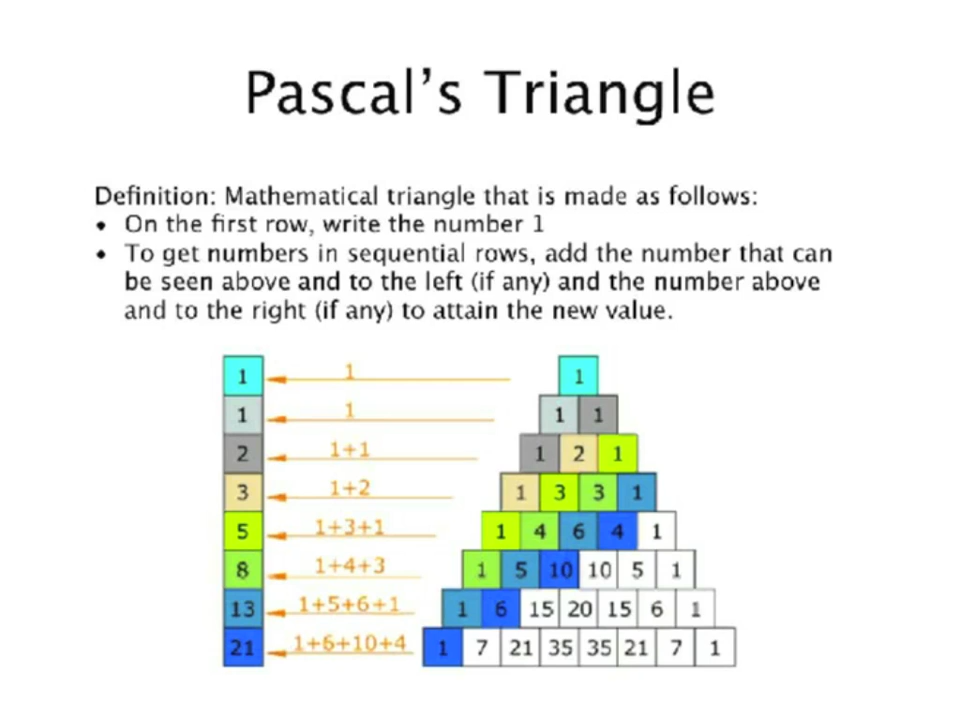 Pascal's Triangle
Definition: Mathematical triangle that is made as follows:
• On the first row, write the number 1
• To get numbers in sequential rows, add the number that can
be seen above and to the left (if any) and the number above
and to the right (if any) to attain the new value.
1 1 1
1 1 1 1
2 1+1 1 2 1
3 1+2 1 3 3 1
5 1+3+1 1 4 6 4 1
8 1+4+3 1 5 10 10 5 1
13 1+5+6+1 1 6 15 20 15 6 1
21 1+6+10+4 1 7 21 35 35 21 7 1